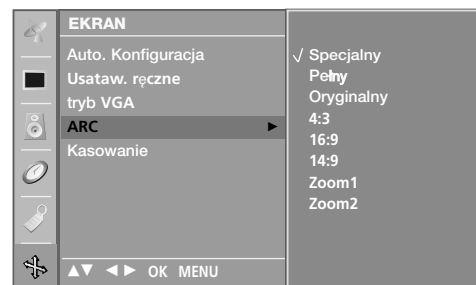 EKRAN
Auto. Konfiguracja
Usataw. ręczne
tryb VGA
ARC ►
Kasowanie
▲▼ ◄► OK MENU
√ Specjalny
Pełny
Oryginalny
4:3
16:9
14:9
Zoom1
Zoom2